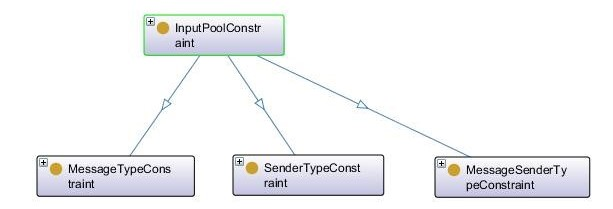 InputPoolConstr
aint
MessageTypeCons
traint
SenderTypeConst
raint
MessageSenderTy
peConstraint